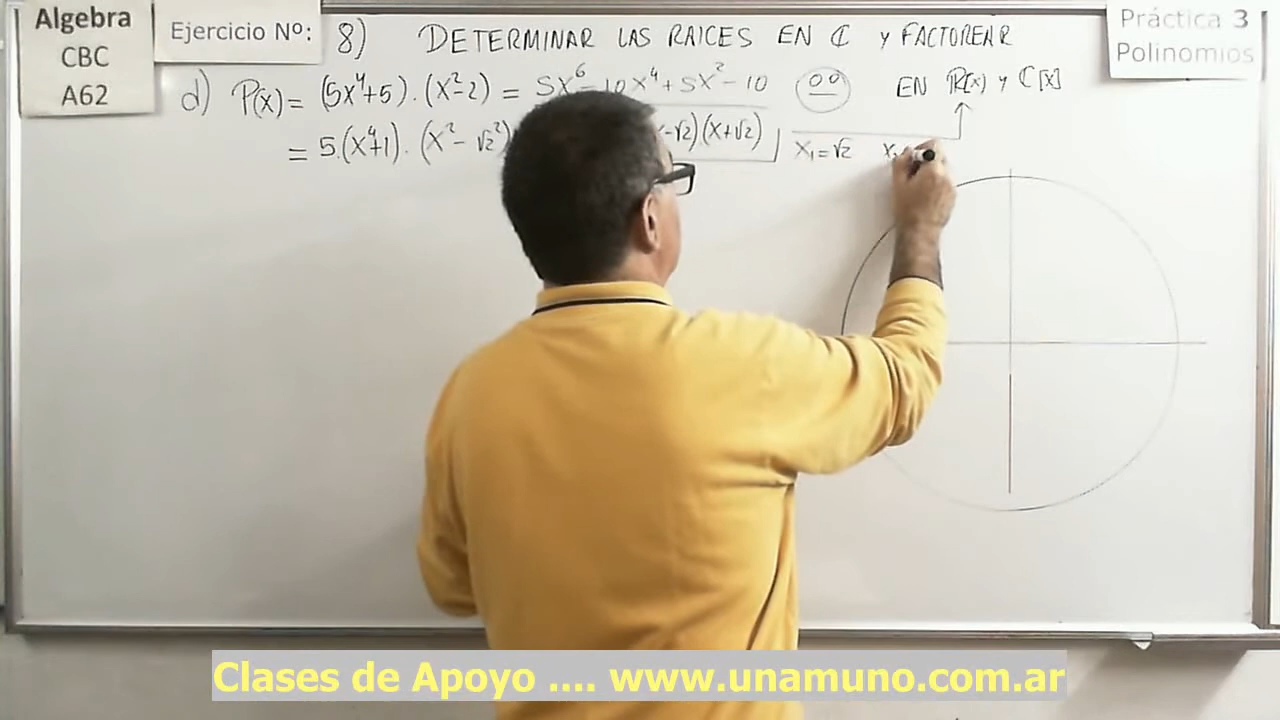 Algebra
CBC
A62
Ejercicio Nº:
8) DETERMINAR LAS RAICES EN ℂ y FACTOREAR
Práctica 3
Polinomios
EN ℝ[x) y ℂ[x]
d) P(x) = (5x⁴+5).(x²-2) = 5x⁶-10x⁴+5x²-10
= 5.(x⁴+1).(x²-√2²) x-√2)(x+√2) x₁=√2 x₂
Clases de Apoyo .... www.unamuno.com.ar